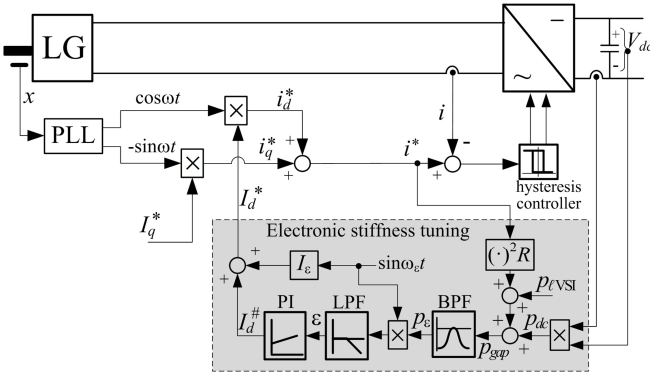 LG
−
~
+
-
V_dc
x
PLL
cosωt
-sinωt
×
×
i_d^*
i_q^*
+
+
i^*
i
-
+
hysteresis
controller
I_q^*
I_d^*
Electronic stiffness tuning
(·)²R
+
+
I_ε
sinω_εt
+
+
p_ℓVSI
I_d^#
PI
ε
LPF
×
p_ε
BPF
p_gap
+
+
p_dc
×